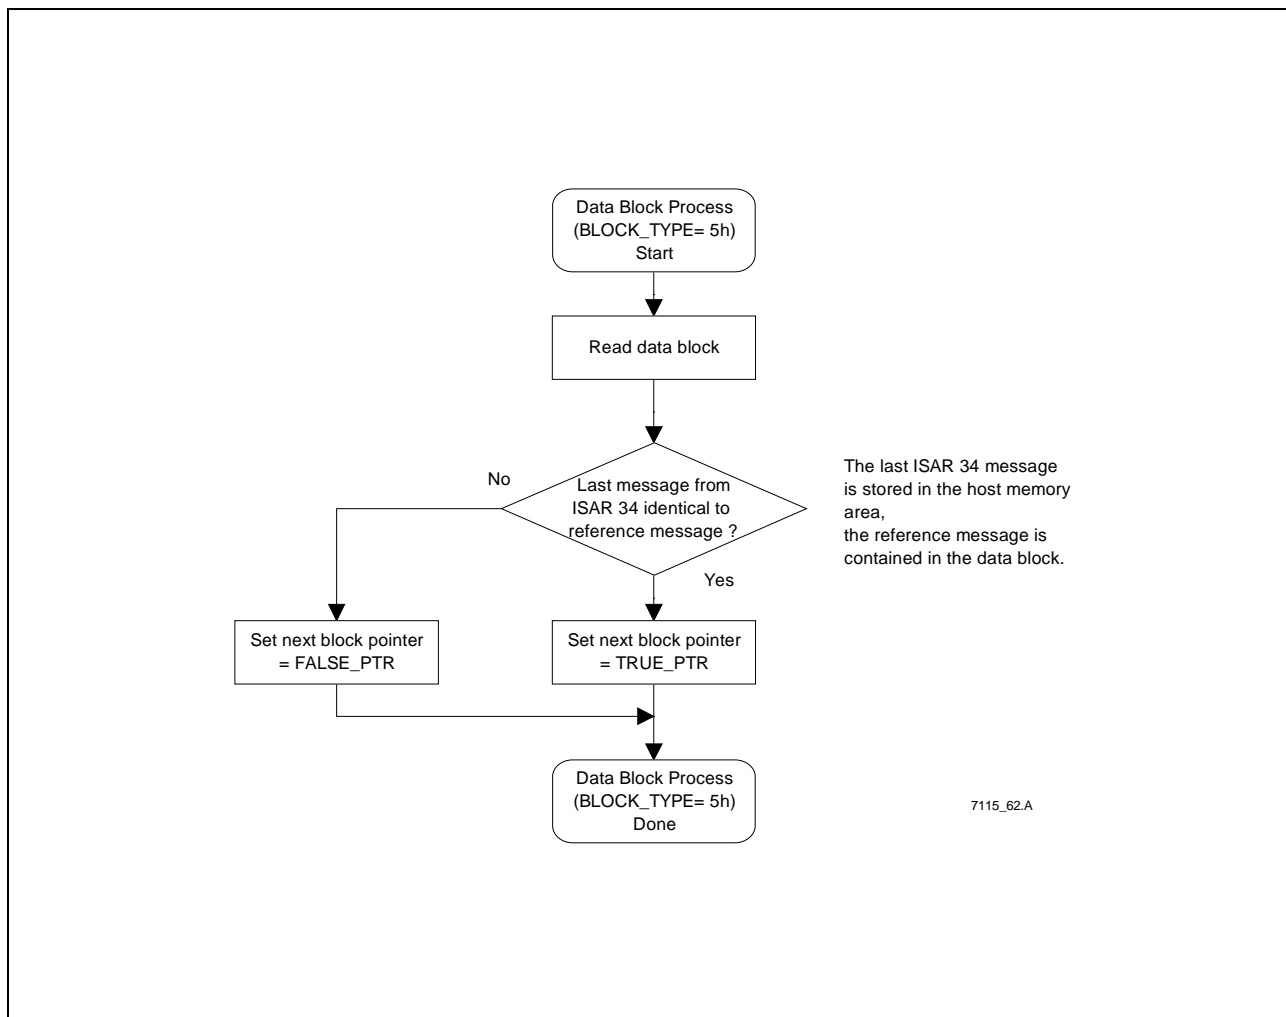 Data Block Process
(BLOCK_TYPE= 5h)
Start
Read data block
No
Last message from
ISAR 34 identical to
reference message ?
The last ISAR 34 message
is stored in the host memory
area,
the reference message is
contained in the data block.
Yes
Set next block pointer
= FALSE_PTR
Set next block pointer
= TRUE_PTR
Data Block Process
(BLOCK_TYPE= 5h)
Done
7115_62.A